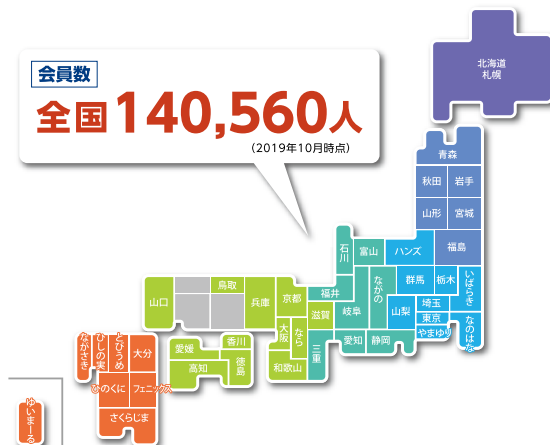 会員数
全国140,560人
（2019年10月時点）
北海道
札幌
青森
秋田
岩手
山形
宮城
福島
石川
富山
ハンズ
福井
岐阜
ながの
群馬
栃木
いばらき
山梨
埼玉
東京
やまゆり
なのはな
愛知
静岡
三重
山口
鳥取
兵庫
京都
滋賀
大阪
なら
和歌山
愛媛
香川
高知
徳島
ながさき
ひしの実
とびうめ
大分
ひのくに
フェニックス
さくらじま
ゆいまーる